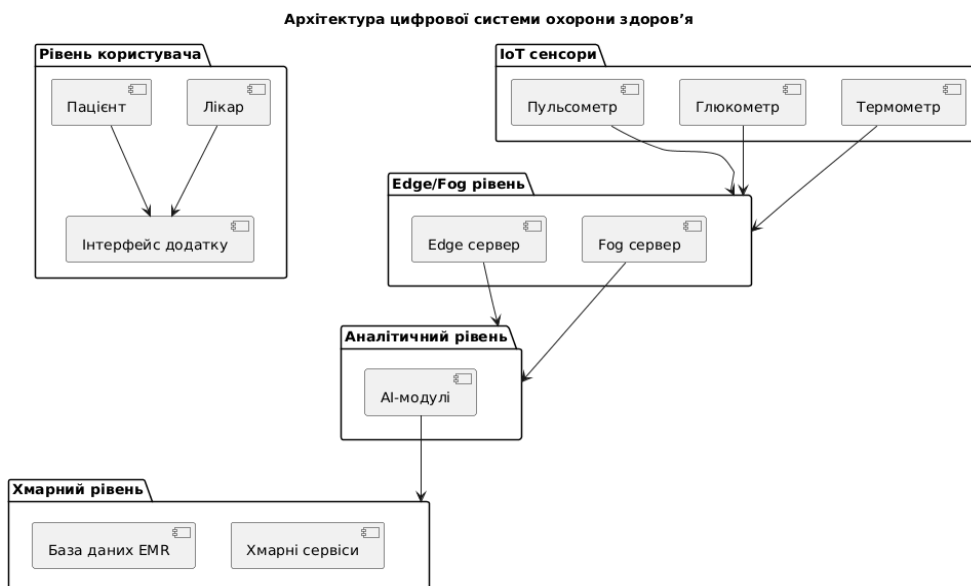 Архітектура цифрової системи охорони здоров’я
Рівень користувача
Пацієнт
Лікар
Інтерфейс додатку
IoT сенсори
Пульсометр
Глюкометр
Термометр
Edge/Fog рівень
Edge сервер
Fog сервер
Аналітичний рівень
AI-модулі
Хмарний рівень
База даних EMR
Хмарні сервіси